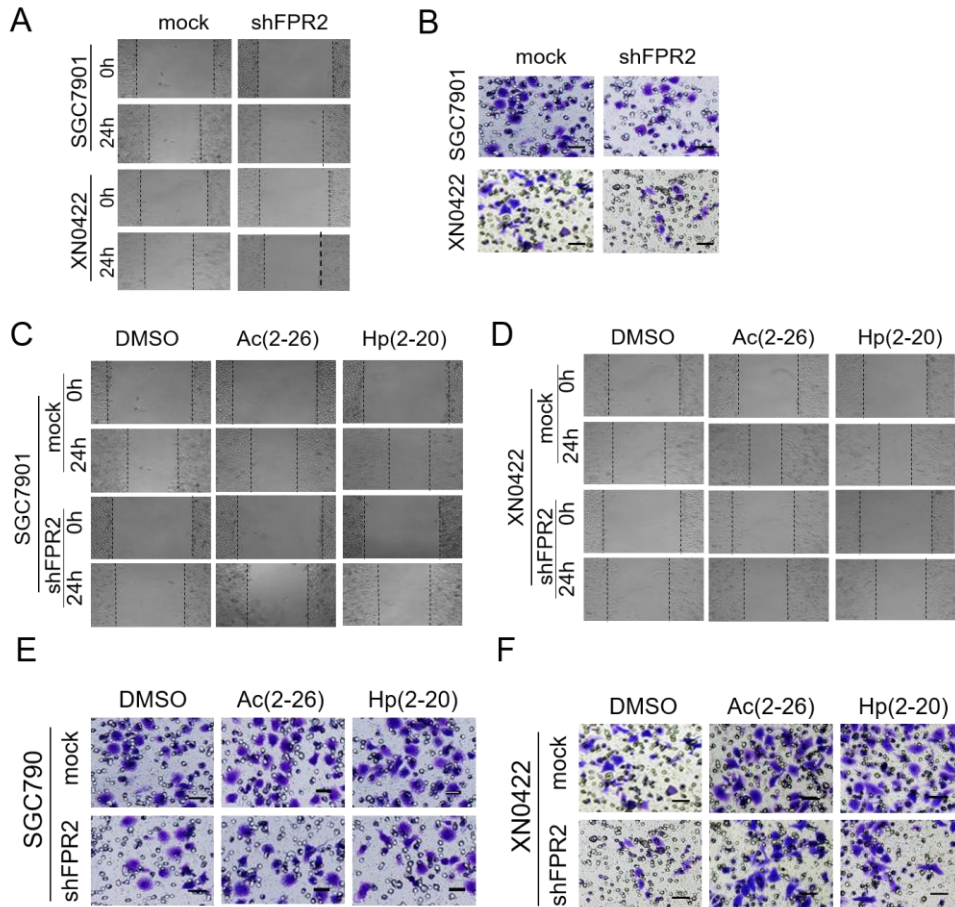 A
mock shFPR2
SGC7901
0h
24h
XN0422
0h
24h
B
mock shFPR2
SGC7901
XN0422
C
DMSO Ac(2-26) Hp(2-20)
SGC7901
mock
0h
24h
shFPR2
0h
24h
D
DMSO Ac(2-26) Hp(2-20)
XN0422
mock
0h
24h
shFPR2
0h
24h
E
DMSO Ac(2-26) Hp(2-20)
SGC790
mock
shFPR2
F
DMSO Ac(2-26) Hp(2-20)
XN0422
mock
shFPR2